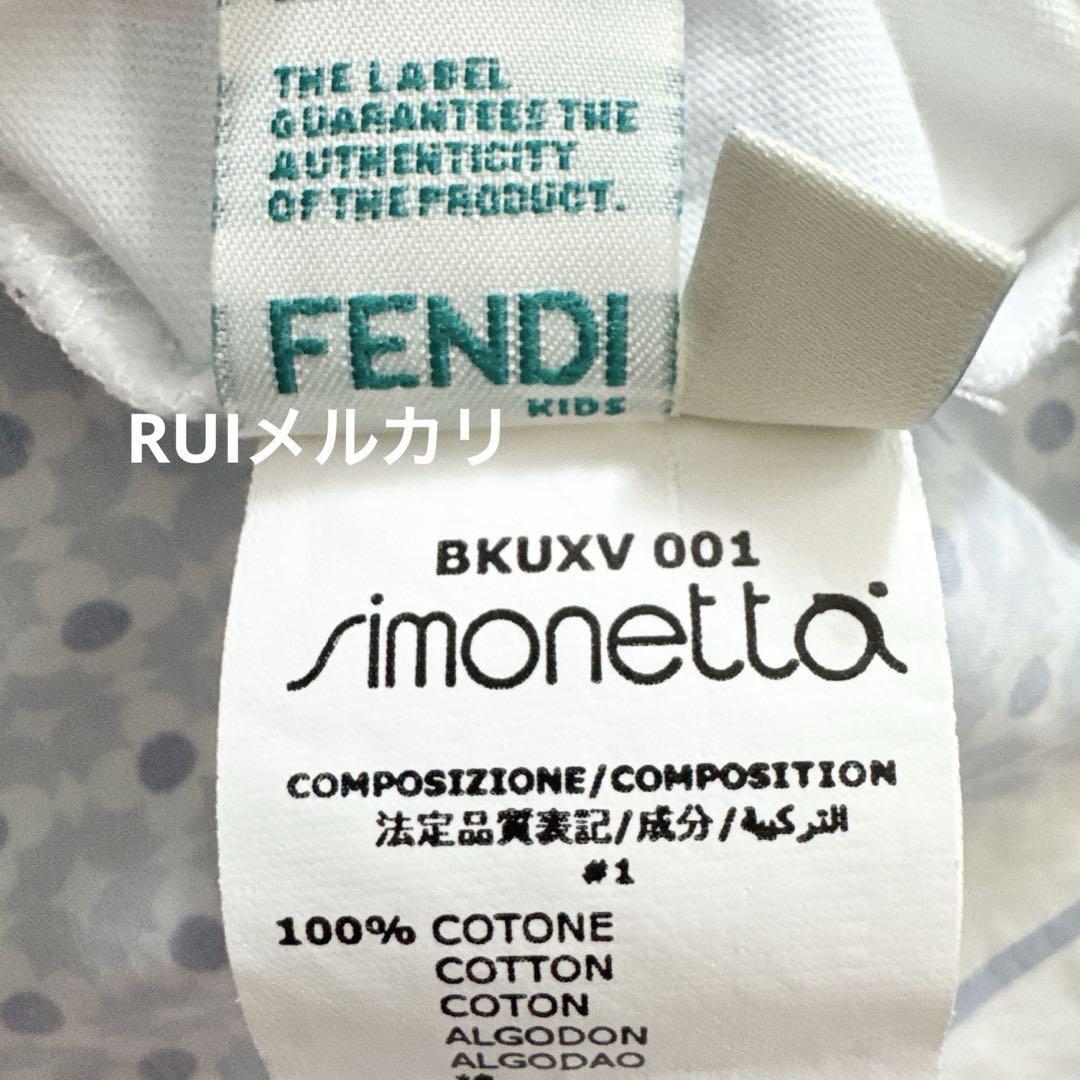 THE LABEL
GUARANTEES THE
AUTHENTICITY
OF THE PRODUCT.
FENDI
KIDS
RUIメルカリ
BKUXV 001
simonetta
COMPOSIZIONE/COMPOSITION
法定品質表記/成分/التركيبة
#1
100% COTONE
COTTON
COTON
ALGODON
ALGODAO